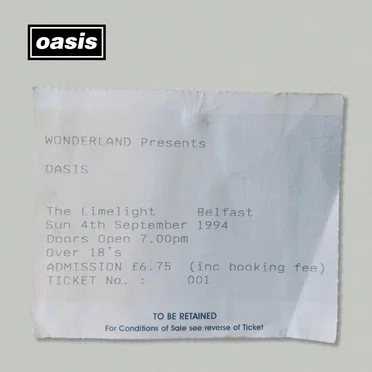 oasis
WONDERLAND Presents
OASIS
The Limelight Belfast
Sun 4th September 1994
Doors Open 7.00pm
Over 18's
ADMISSION £6.75 (inc booking fee)
TICKET No. : 001
TO BE RETAINED
For Conditions of Sale see reverse of Ticket